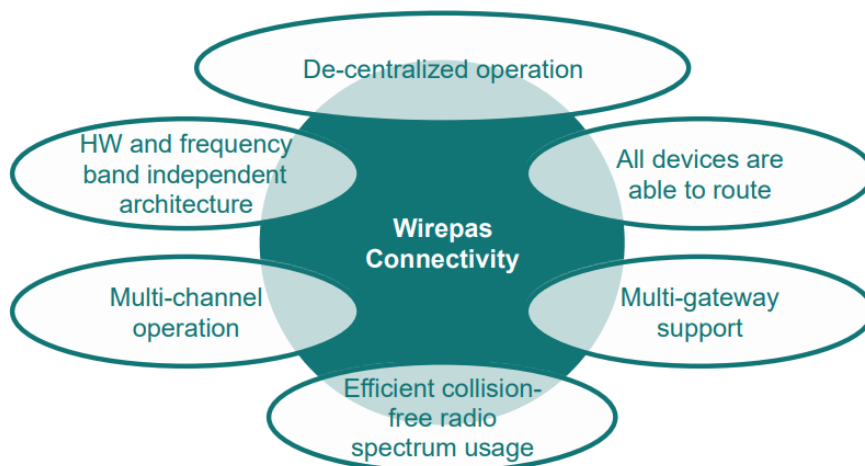 De-centralized operation
HW and frequency
band independent
architecture
All devices are
able to route
Wirepas
Connectivity
Multi-channel
operation
Multi-gateway
support
Efficient collision-
free radio
spectrum usage